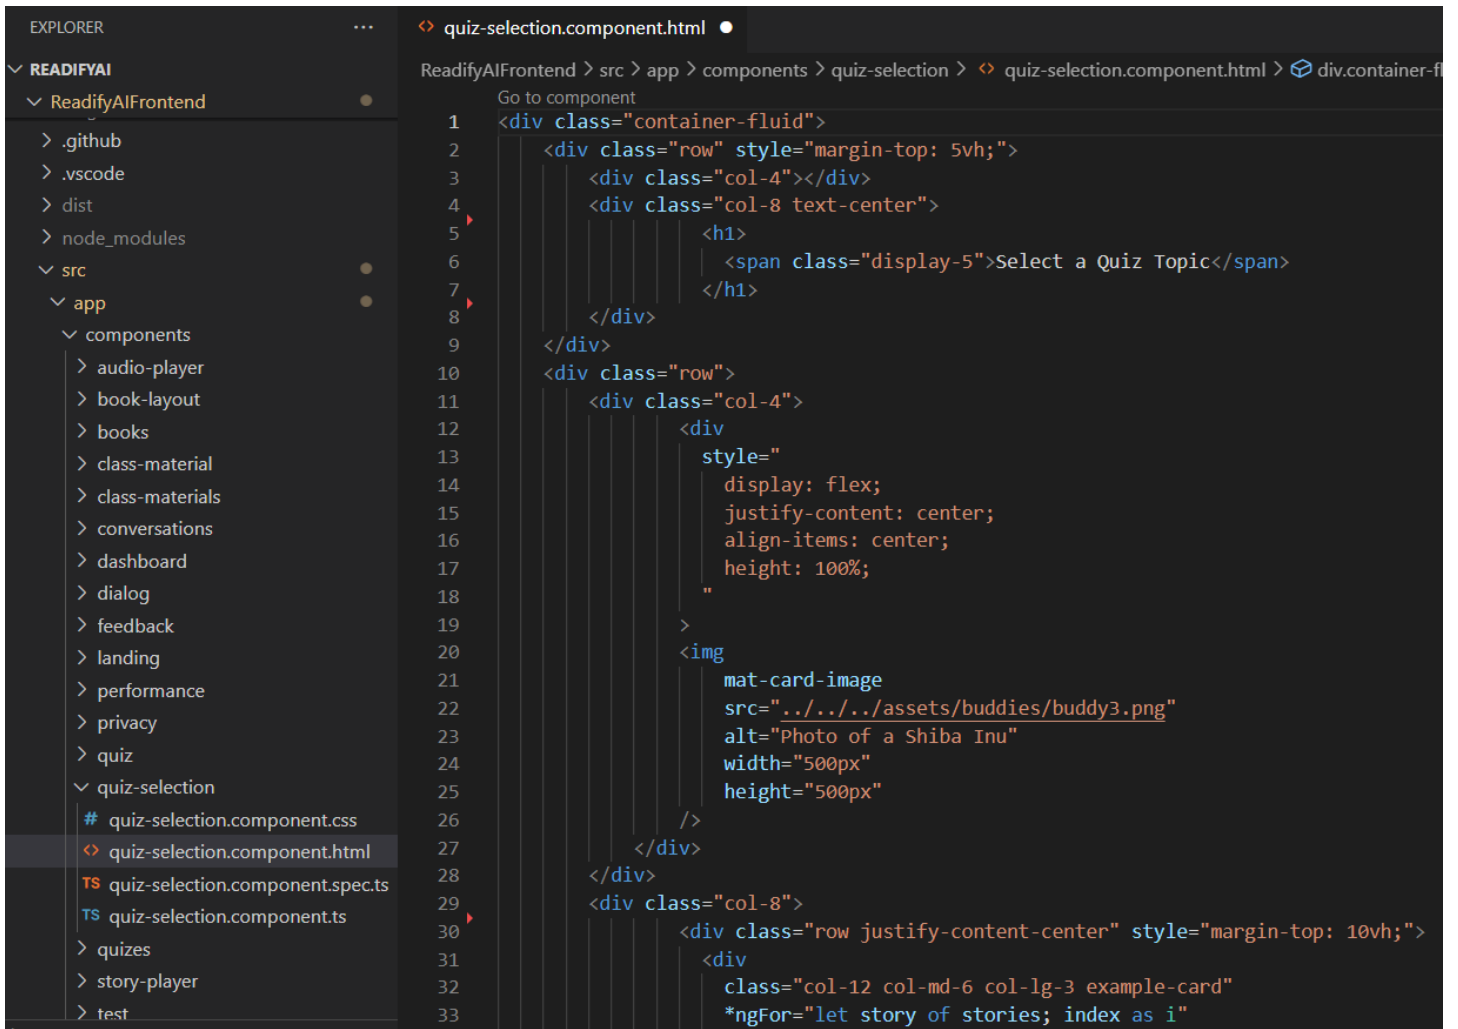 EXPLORER ···
READIFYAI
ReadifyAIFrontend
.github
.vscode
dist
node_modules
src
app
components
audio-player
book-layout
books
class-material
class-materials
conversations
dashboard
dialog
feedback
landing
performance
privacy
quiz
quiz-selection
# quiz-selection.component.css
<> quiz-selection.component.html
TS quiz-selection.component.spec.ts
TS quiz-selection.component.ts
quizes
story-player
test
<> quiz-selection.component.html
ReadifyAIFrontend > src > app > components > quiz-selection > <> quiz-selection.component.html > div.container-fl
Go to component
1 <div class="container-fluid">
2 <div class="row" style="margin-top: 5vh;">
3 <div class="col-4"></div>
4 <div class="col-8 text-center">
5 <h1>
6 <span class="display-5">Select a Quiz Topic</span>
7 </h1>
8 </div>
9 </div>
10 <div class="row">
11 <div class="col-4">
12 <div
13 style="
14 display: flex;
15 justify-content: center;
16 align-items: center;
17 height: 100%;
18 "
19 >
20 <img
21 mat-card-image
22 src="../../../assets/buddies/buddy3.png"
23 alt="Photo of a Shiba Inu"
24 width="500px"
25 height="500px"
26 />
27 </div>
28 </div>
29 <div class="col-8">
30 <div class="row justify-content-center" style="margin-top: 10vh;">
31 <div
32 class="col-12 col-md-6 col-lg-3 example-card"
33 *ngFor="let story of stories; index as i"